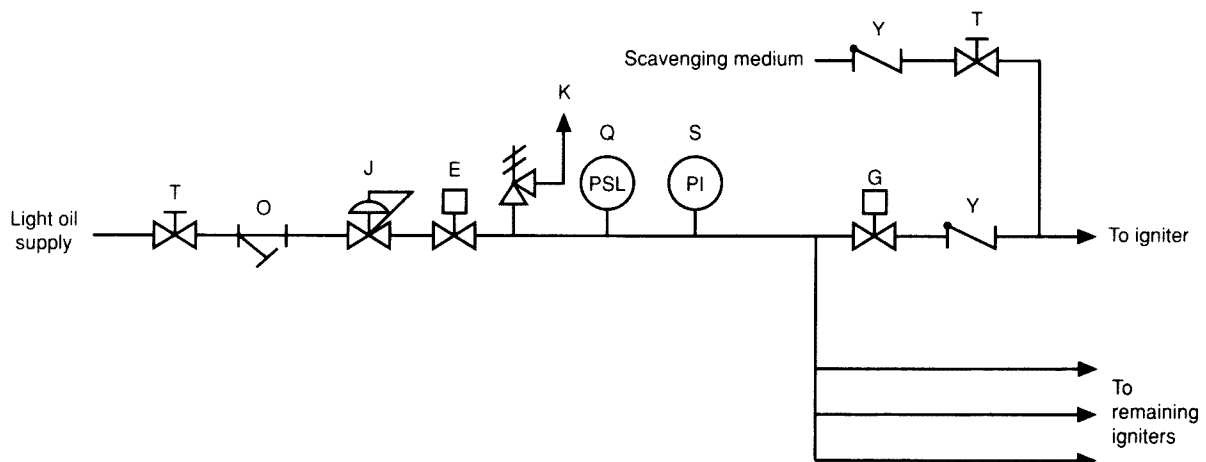 T
Y
Scavenging medium
K
Q
S
J
E
G
T
O
Y
PSL
PI
Light oil
supply
To igniter
To
remaining
igniters